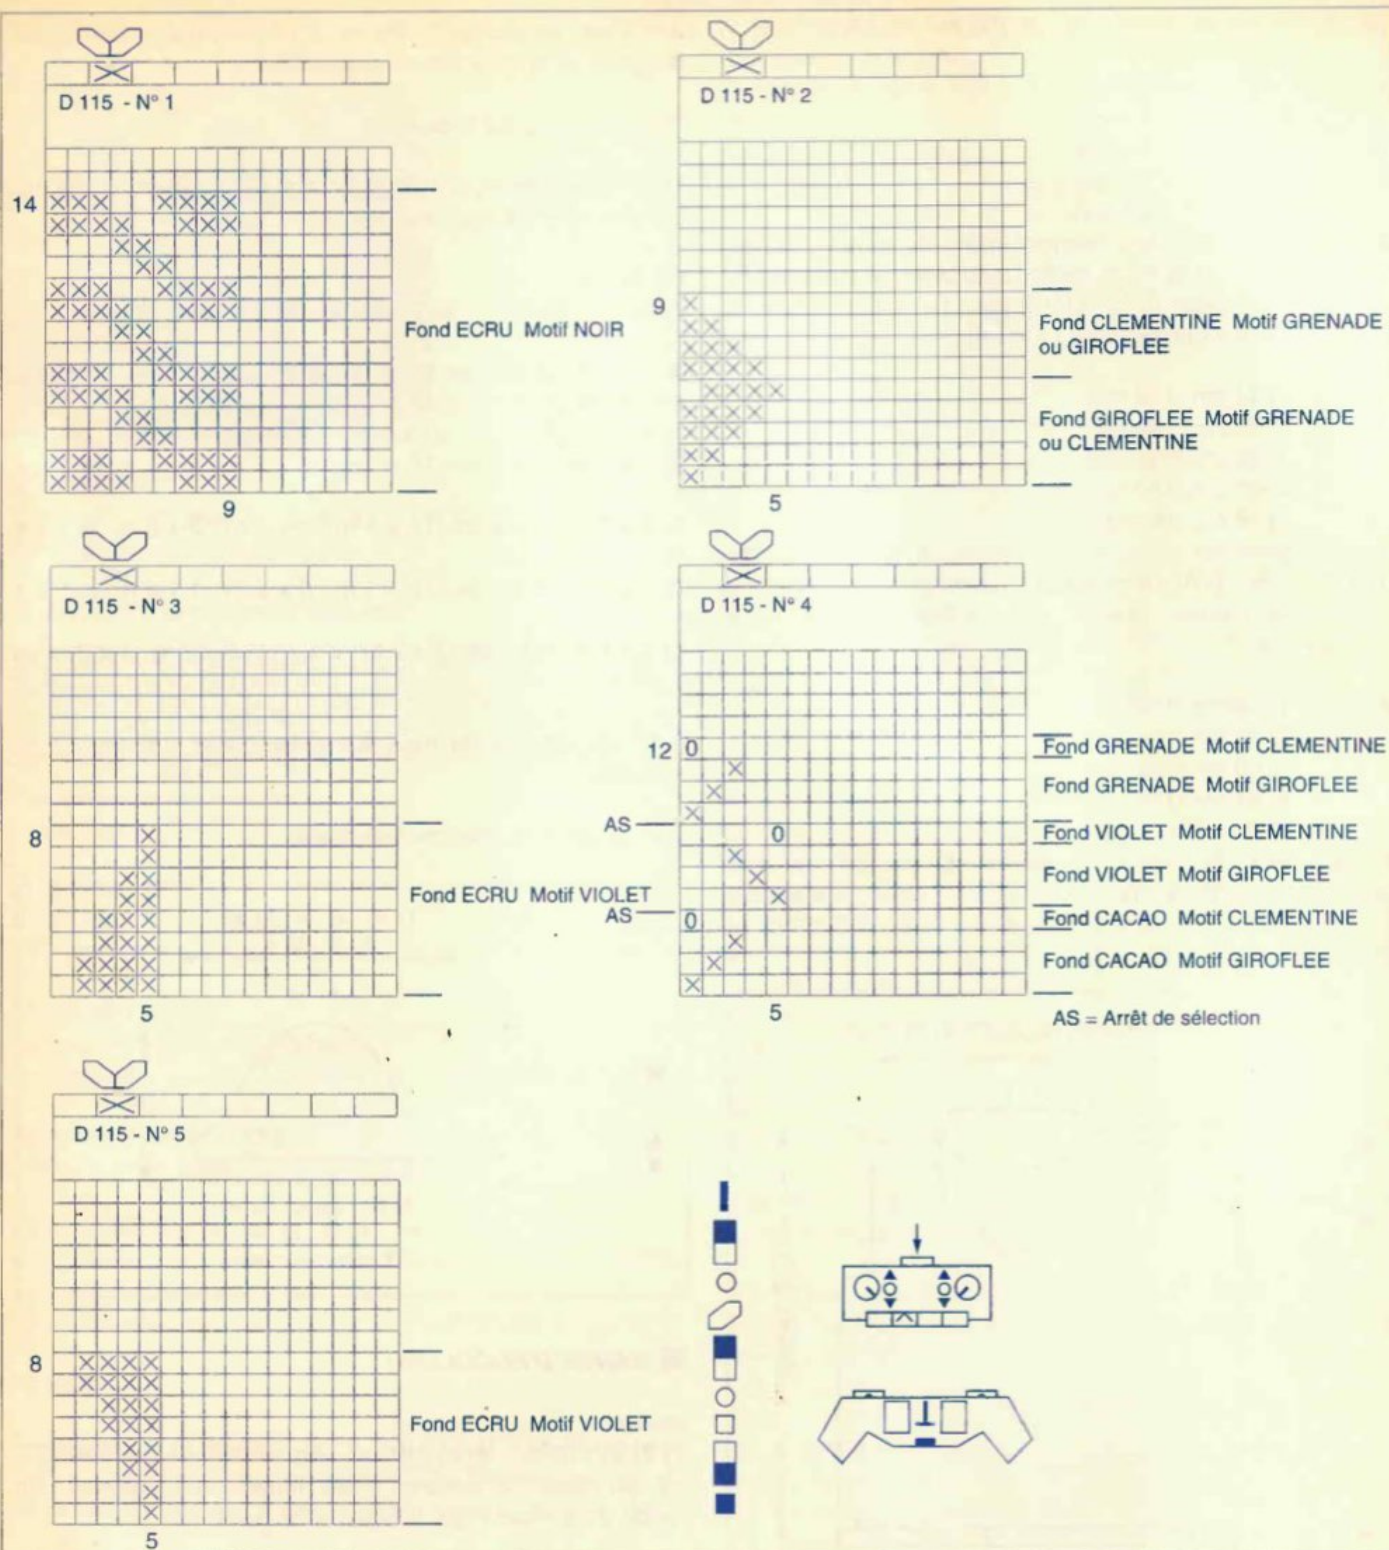 D 115 - N° 1
14
Fond ECRU Motif NOIR
9
D 115 - N° 2
9
Fond CLEMENTINE Motif GRENADE
ou GIROFLEE
Fond GIROFLEE Motif GRENADE
ou CLEMENTINE
5
D 115 - N° 3
8
Fond ECRU Motif VIOLET
5
D 115 - N° 4
12
Fond GRENADE Motif CLEMENTINE
Fond GRENADE Motif GIROFLEE
AS
Fond VIOLET Motif CLEMENTINE
Fond VIOLET Motif GIROFLEE
AS
Fond CACAO Motif CLEMENTINE
Fond CACAO Motif GIROFLEE
5
AS = Arrêt de sélection
D 115 - N° 5
8
Fond ECRU Motif VIOLET
5